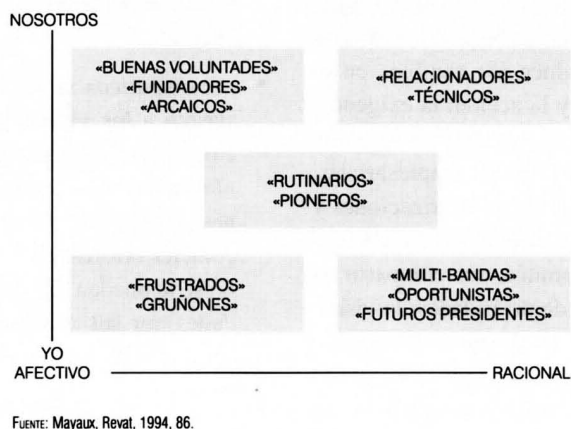 NOSOTROS
«BUENAS VOLUNTADES»
«FUNDADORES»
«ARCAICOS»
«RELACIONADORES»
«TÉCNICOS»
«RUTINARIOS»
«PIONEROS»
«FRUSTRADOS»
«GRUÑONES»
«MULTI-BANDAS»
«OPORTUNISTAS»
«FUTUROS PRESIDENTES»
YO
AFECTIVO
RACIONAL
FUENTE: Mayaux, Revat, 1994, 86.